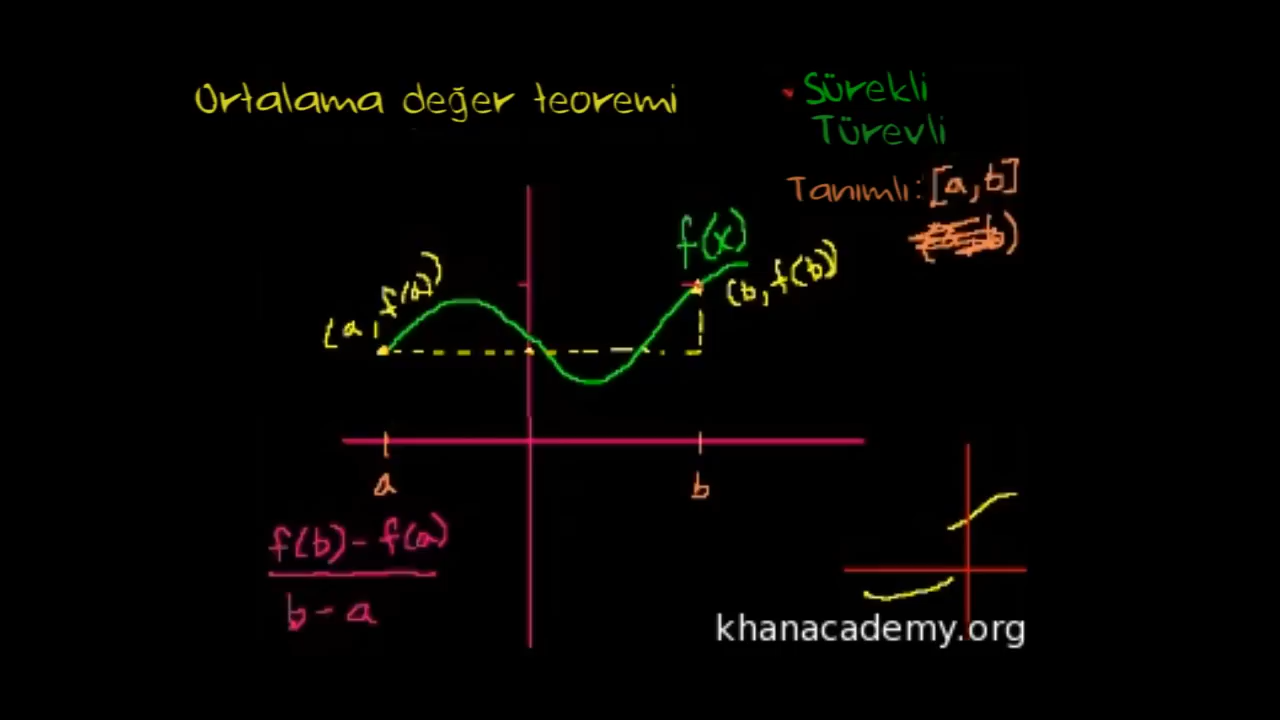 Ortalama değer teoremi
Sürekli
Türevli
Tanımlı: [a, b]
f(x)
(a, f(a))
(b, f(b))
a
b
f(b) - f(a)
b - a
khanacademy.org